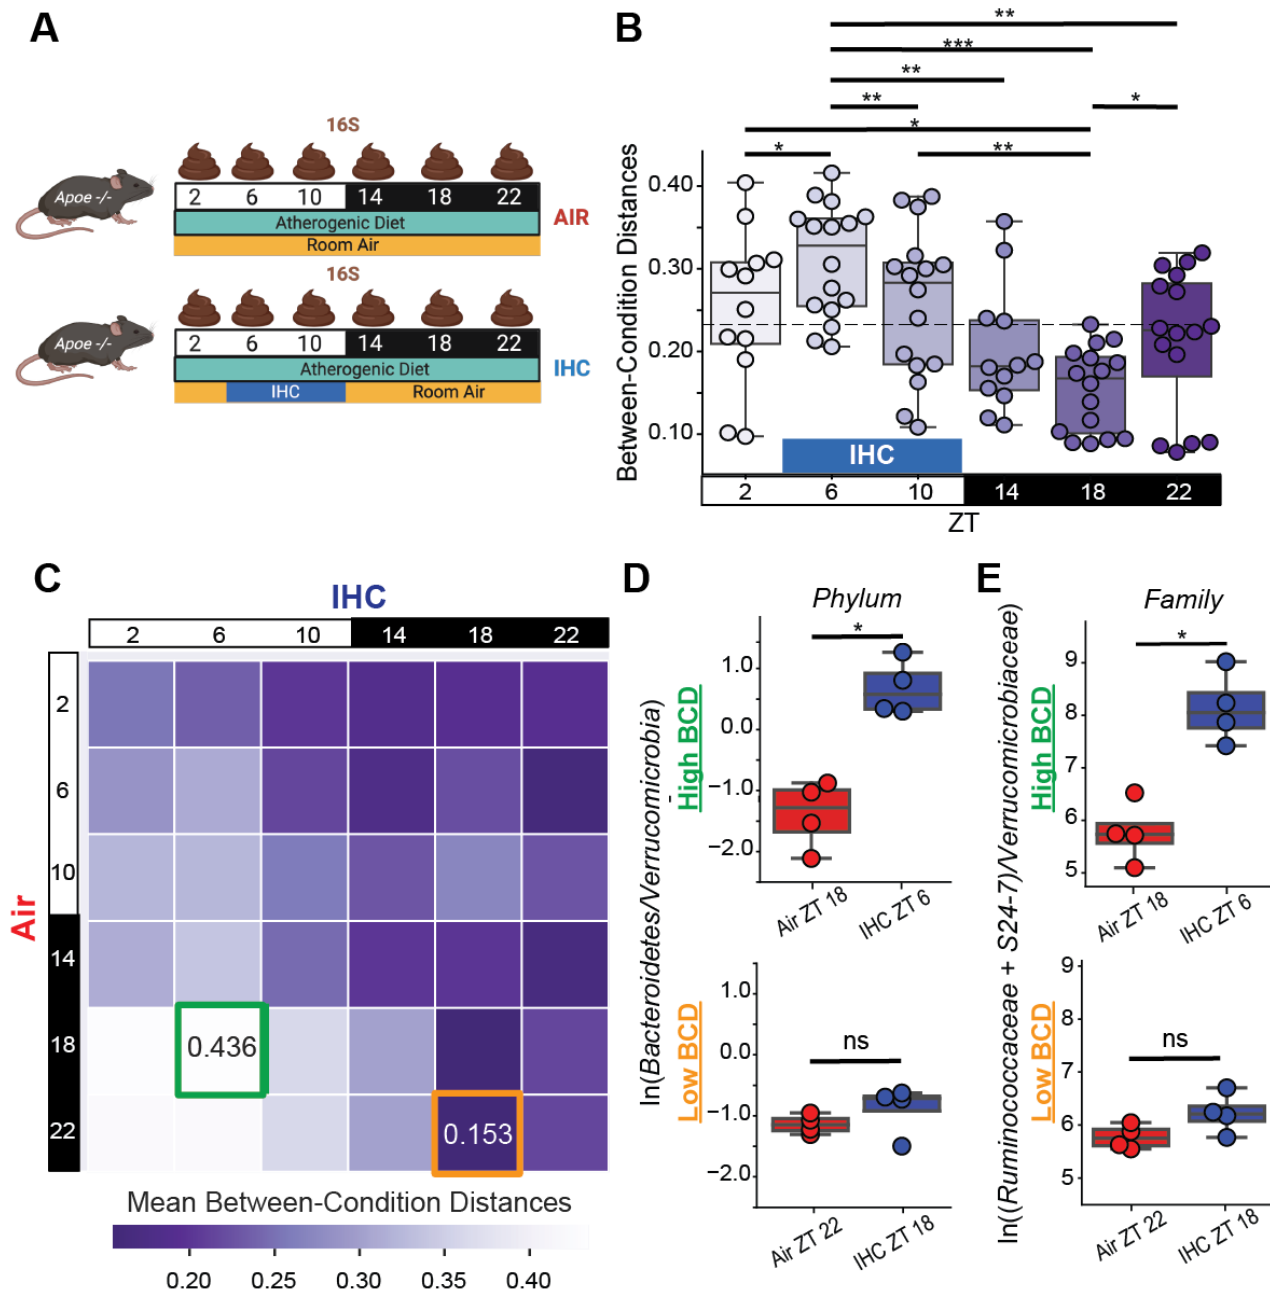 A
16S
Apoe -/-
2 6 10 14 18 22
Atherogenic Diet
Room Air
AIR
16S
Apoe -/-
2 6 10 14 18 22
Atherogenic Diet
IHC Room Air
IHC
B
**
***
**
** *
*
* **
Between-Condition Distances
0.40
0.30
0.20
0.10
IHC
2 6 10 14 18 22
ZT
C
IHC
2 6 10 14 18 22
Air
2
6
10
14
18
22
0.436
0.153
Mean Between-Condition Distances
0.20 0.25 0.30 0.35 0.40
D
ln(Bacteroidetes/Verrucomicrobia)
Phylum
High BCD
*
1.0
0.0
−1.0
−2.0
Air ZT 18 IHC ZT 6
Low BCD
ns
1.0
0.0
−1.0
−2.0
Air ZT 22 IHC ZT 18
E
ln((Ruminococcaceae + S24-7)/Verrucomicrobiaceae)
Family
High BCD
*
9
8
7
6
5
Air ZT 18 IHC ZT 6
Low BCD
ns
9
8
7
6
5
Air ZT 22 IHC ZT 18